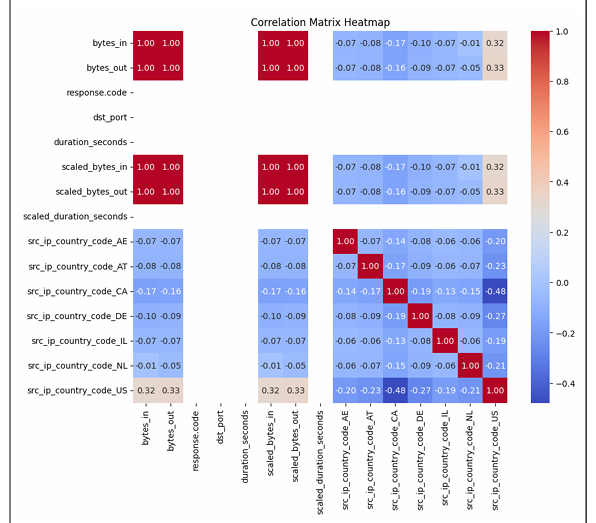 Correlation Matrix Heatmap
bytes_in - 1.00 1.00 1.00 1.00 -0.07 -0.08 -0.17 -0.10 -0.07 -0.01 0.32
bytes_out - 1.00 1.00 1.00 1.00 -0.07 -0.08 -0.16 -0.09 -0.07 -0.05 0.33
response.code -
dst_port -
duration_seconds -
scaled_bytes_in - 1.00 1.00 1.00 1.00 -0.07 -0.08 -0.17 -0.10 -0.07 -0.01 0.32
scaled_bytes_out - 1.00 1.00 1.00 1.00 -0.07 -0.08 -0.16 -0.09 -0.07 -0.05 0.33
scaled_duration_seconds -
src_ip_country_code_AE - -0.07 -0.07 -0.07 -0.07 1.00 -0.07 -0.14 -0.08 -0.06 -0.06 -0.20
src_ip_country_code_AT - -0.08 -0.08 -0.08 -0.08 -0.07 1.00 -0.17 -0.09 -0.06 -0.07 -0.23
src_ip_country_code_CA - -0.17 -0.16 -0.17 -0.16 -0.14 -0.17 1.00 -0.19 -0.13 -0.15 -0.48
src_ip_country_code_DE - -0.10 -0.09 -0.10 -0.09 -0.08 -0.09 -0.19 1.00 -0.08 -0.09 -0.27
src_ip_country_code_IL - -0.07 -0.07 -0.07 -0.07 -0.06 -0.06 -0.13 -0.08 1.00 -0.06 -0.19
src_ip_country_code_NL - -0.01 -0.05 -0.01 -0.05 -0.06 -0.07 -0.15 -0.09 -0.06 1.00 -0.21
src_ip_country_code_US - 0.32 0.33 0.32 0.33 -0.20 -0.23 -0.48 -0.27 -0.19 -0.21 1.00
bytes_in
bytes_out
response.code
dst_port
duration_seconds
scaled_bytes_in
scaled_bytes_out
scaled_duration_seconds
src_ip_country_code_AE
src_ip_country_code_AT
src_ip_country_code_CA
src_ip_country_code_DE
src_ip_country_code_IL
src_ip_country_code_NL
src_ip_country_code_US
1.0
0.8
0.6
0.4
0.2
0.0
−0.2
−0.4